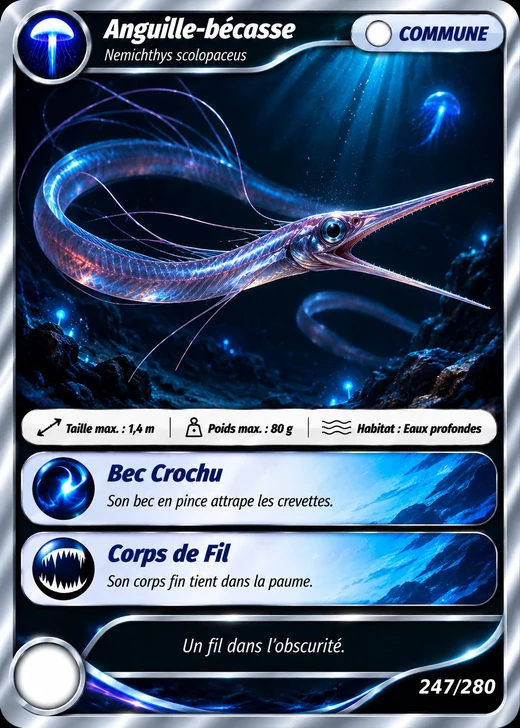 Anguille-bécasse
COMMUNE
Nemichthys scolopaceus
Taille max. : 1,4 m
Poids max. : 80 g
Habitat : Eaux profondes
Bec Crochu
Son bec en pince attrape les crevettes.
Corps de Fil
Son corps fin tient dans la paume.
Un fil dans l'obscurité.
247/280